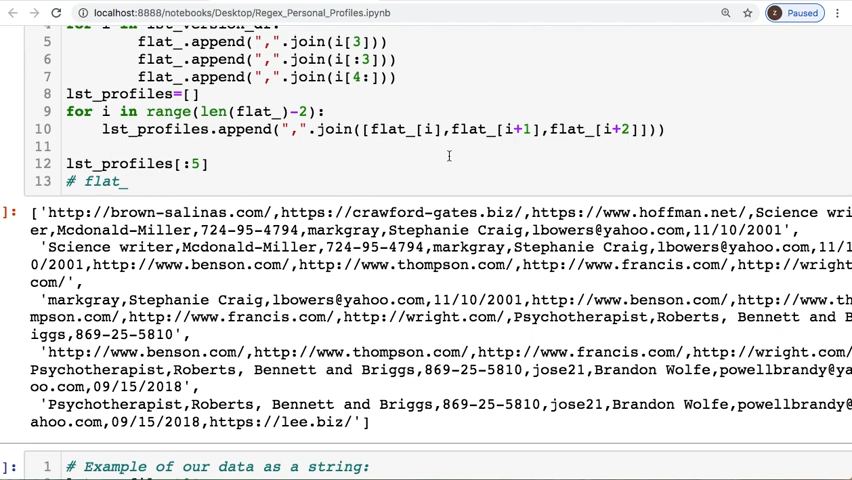 localhost:8888/notebooks/Desktop/Regex_Personal_Profiles.ipynb
Z Paused
4 for i in lst_version_df:
5 flat_.append(",".join(i[3]))
6 flat_.append(",".join(i[:3]))
7 flat_.append(",".join(i[4:]))
8 lst_profiles=[]
9 for i in range(len(flat_)-2):
10 lst_profiles.append(",".join([flat_[i],flat_[i+1],flat_[i+2]]))
11
12 lst_profiles[:5]
13 # flat_
]: ['http://brown-salinas.com/,https://crawford-gates.biz/,https://www.hoffman.net/,Science wri
er,Mcdonald-Miller,724-95-4794,markgray,Stephanie Craig,lbowers@yahoo.com,11/10/2001',
'Science writer,Mcdonald-Miller,724-95-4794,markgray,Stephanie Craig,lbowers@yahoo.com,11/1
0/2001,http://www.benson.com/,http://www.thompson.com/,http://www.francis.com/,http://wright
com/',
'markgray,Stephanie Craig,lbowers@yahoo.com,11/10/2001,http://www.benson.com/,http://www.th
mpson.com/,http://www.francis.com/,http://wright.com/,Psychotherapist,Roberts, Bennett and B
iggs,869-25-5810',
'http://www.benson.com/,http://www.thompson.com/,http://www.francis.com/,http://wright.com/
Psychotherapist,Roberts, Bennett and Briggs,869-25-5810,jose21,Brandon Wolfe,powellbrandy@ya
oo.com,09/15/2018',
'Psychotherapist,Roberts, Bennett and Briggs,869-25-5810,jose21,Brandon Wolfe,powellbrandy@
ahoo.com,09/15/2018,https://lee.biz/']
]: 1 # Example of our data as a string: